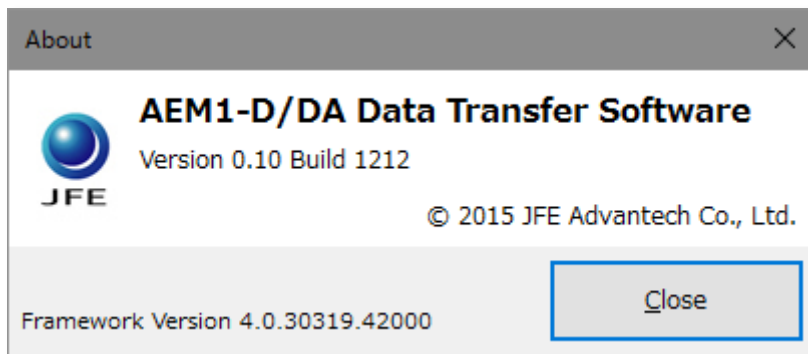 About
AEM1-D/DA Data Transfer Software
Version 0.10 Build 1212
JFE
© 2015 JFE Advantech Co., Ltd.
Close
Framework Version 4.0.30319.42000